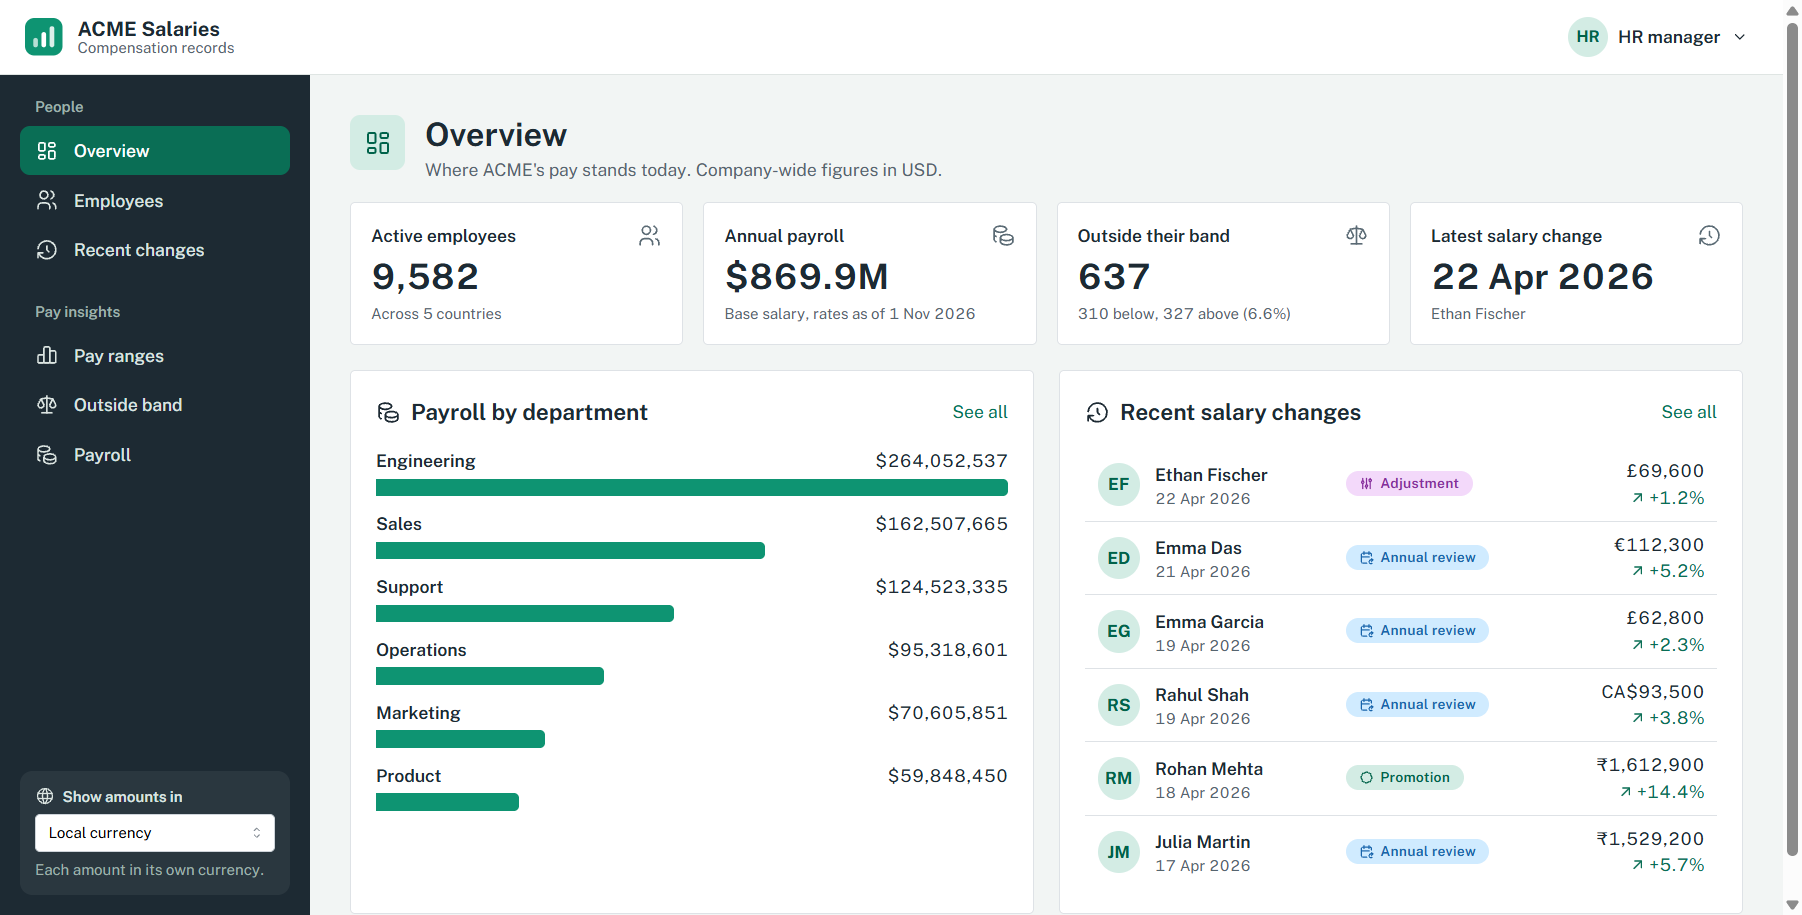 ACME Salaries
Compensation records
HR
HR manager
People
Overview
Employees
Recent changes
Pay insights
Pay ranges
Outside band
Payroll
Show amounts in
Local currency
Each amount in its own currency.
Overview
Where ACME's pay stands today. Company-wide figures in USD.
Active employees
9,582
Across 5 countries
Annual payroll
$869.9M
Base salary, rates as of 1 Nov 2026
Outside their band
637
310 below, 327 above (6.6%)
Latest salary change
22 Apr 2026
Ethan Fischer
Payroll by department
See all
Engineering $264,052,537
Sales $162,507,665
Support $124,523,335
Operations $95,318,601
Marketing $70,605,851
Product $59,848,450
Recent salary changes
See all
EF Ethan Fischer Adjustment £69,600
22 Apr 2026 +1.2%
ED Emma Das Annual review €112,300
21 Apr 2026 +5.2%
EG Emma Garcia Annual review £62,800
19 Apr 2026 +2.3%
RS Rahul Shah Annual review CA$93,500
19 Apr 2026 +3.8%
RM Rohan Mehta Promotion ₹1,612,900
18 Apr 2026 +14.4%
JM Julia Martin Annual review ₹1,529,200
17 Apr 2026 +5.7%